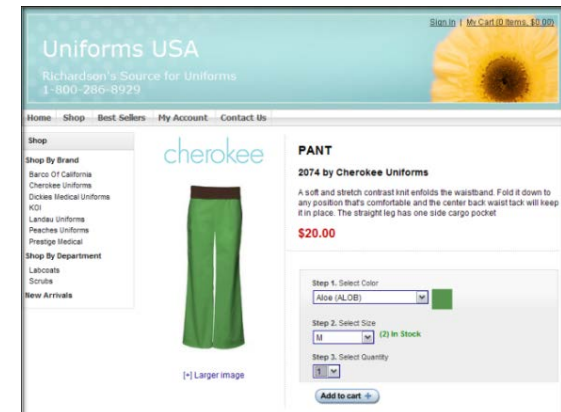 Sign In | My Cart (0 Items, $0.00)
Uniforms USA
Richardson's Source for Uniforms
1-800-286-8929
Home Shop Best Sellers My Account Contact Us
Shop
Shop By Brand
Barco Of California
Cherokee Uniforms
Dickies Medical Uniforms
KOI
Landau Uniforms
Peaches Uniforms
Prestige Medical
Shop By Department
Labcoats
Scrubs
New Arrivals
cherokee
[+] Larger image
PANT
2074 by Cherokee Uniforms
A soft and stretch contrast knit enfolds the waistband. Fold it down to
any position that's comfortable and the center back waist tack will keep
it in place. The straight leg has one side cargo pocket
$20.00
Step 1. Select Color
Aloe (ALOB)
Step 2. Select Size
M (2) In Stock
Step 3. Select Quantity
1
Add to cart +